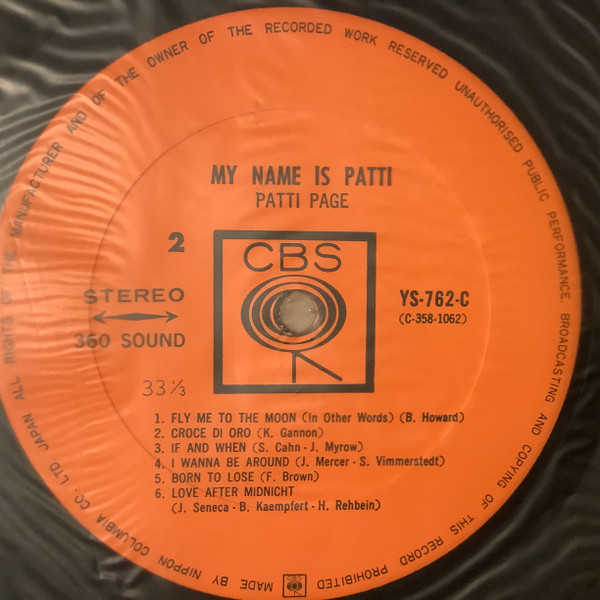 ALL RIGHTS OF THE MANUFACTURER AND OF THE OWNER OF THE RECORDED WORK RESERVED UNAUTHORISED PUBLIC PERFORMANCE. BROADCASTING AND COPYING OF THIS RECORD PROHIBITED
MY NAME IS PATTI
PATTI PAGE
2
CBS
STEREO
360 SOUND
YS-762-C
(C-358-1062)
33⅓
1. FLY ME TO THE MOON (In Other Words) (B. Howard)
2. CROCE DI ORO (K. Gannon)
3. IF AND WHEN (S. Cahn - J. Myrow)
4. I WANNA BE AROUND (J. Mercer - S. Vimmerstedt)
5. BORN TO LOSE (F. Brown)
6. LOVE AFTER MIDNICHT
(J. Seneca - B. Kaempfert - H. Rehbein)
CBS
MADE BY NIPPON COLUMBIA CO. LTD. JAPAN